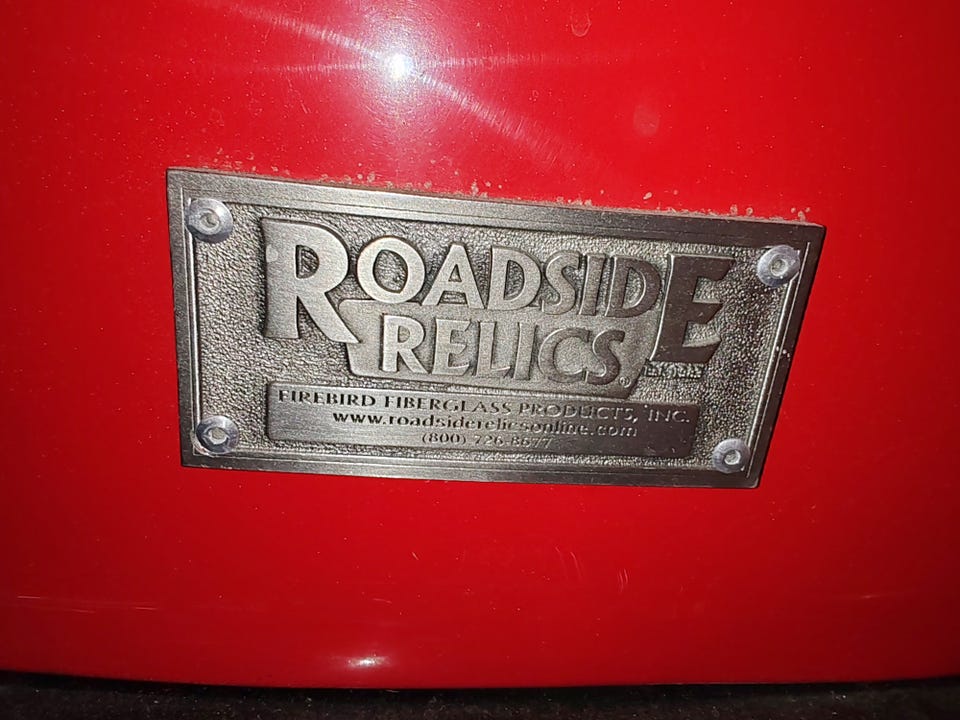 ROADSIDE
RELICS®
FIREBIRD FIBERGLASS PRODUCTS, INC.
www.roadsiderelicsonline.com
(800) 726-8677